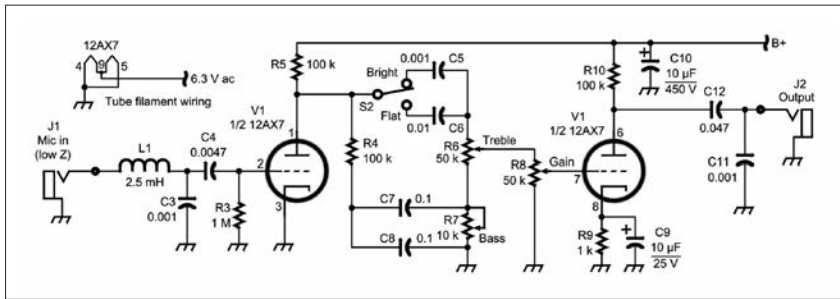 12AX7
4
9
5
6.3 V ac
Tube filament wiring
J1
Mic in
(low Z)
L1
2.5 mH
C3
0.001
C4
0.0047
R3
1 M
V1
1/2 12AX7
1
2
3
R5
100 k
R4
100 k
Bright
S2
Flat
0.001
C5
0.01
C6
R6
50 k
Treble
C7
0.1
C8
0.1
R7
10 k
Bass
R8
50 k
Gain
V1
1/2 12AX7
6
7
8
R10
100 k
R9
1 k
+
C9
10 µF
25 V
+
C10
10 µF
450 V
B+
C12
0.047
C11
0.001
J2
Output